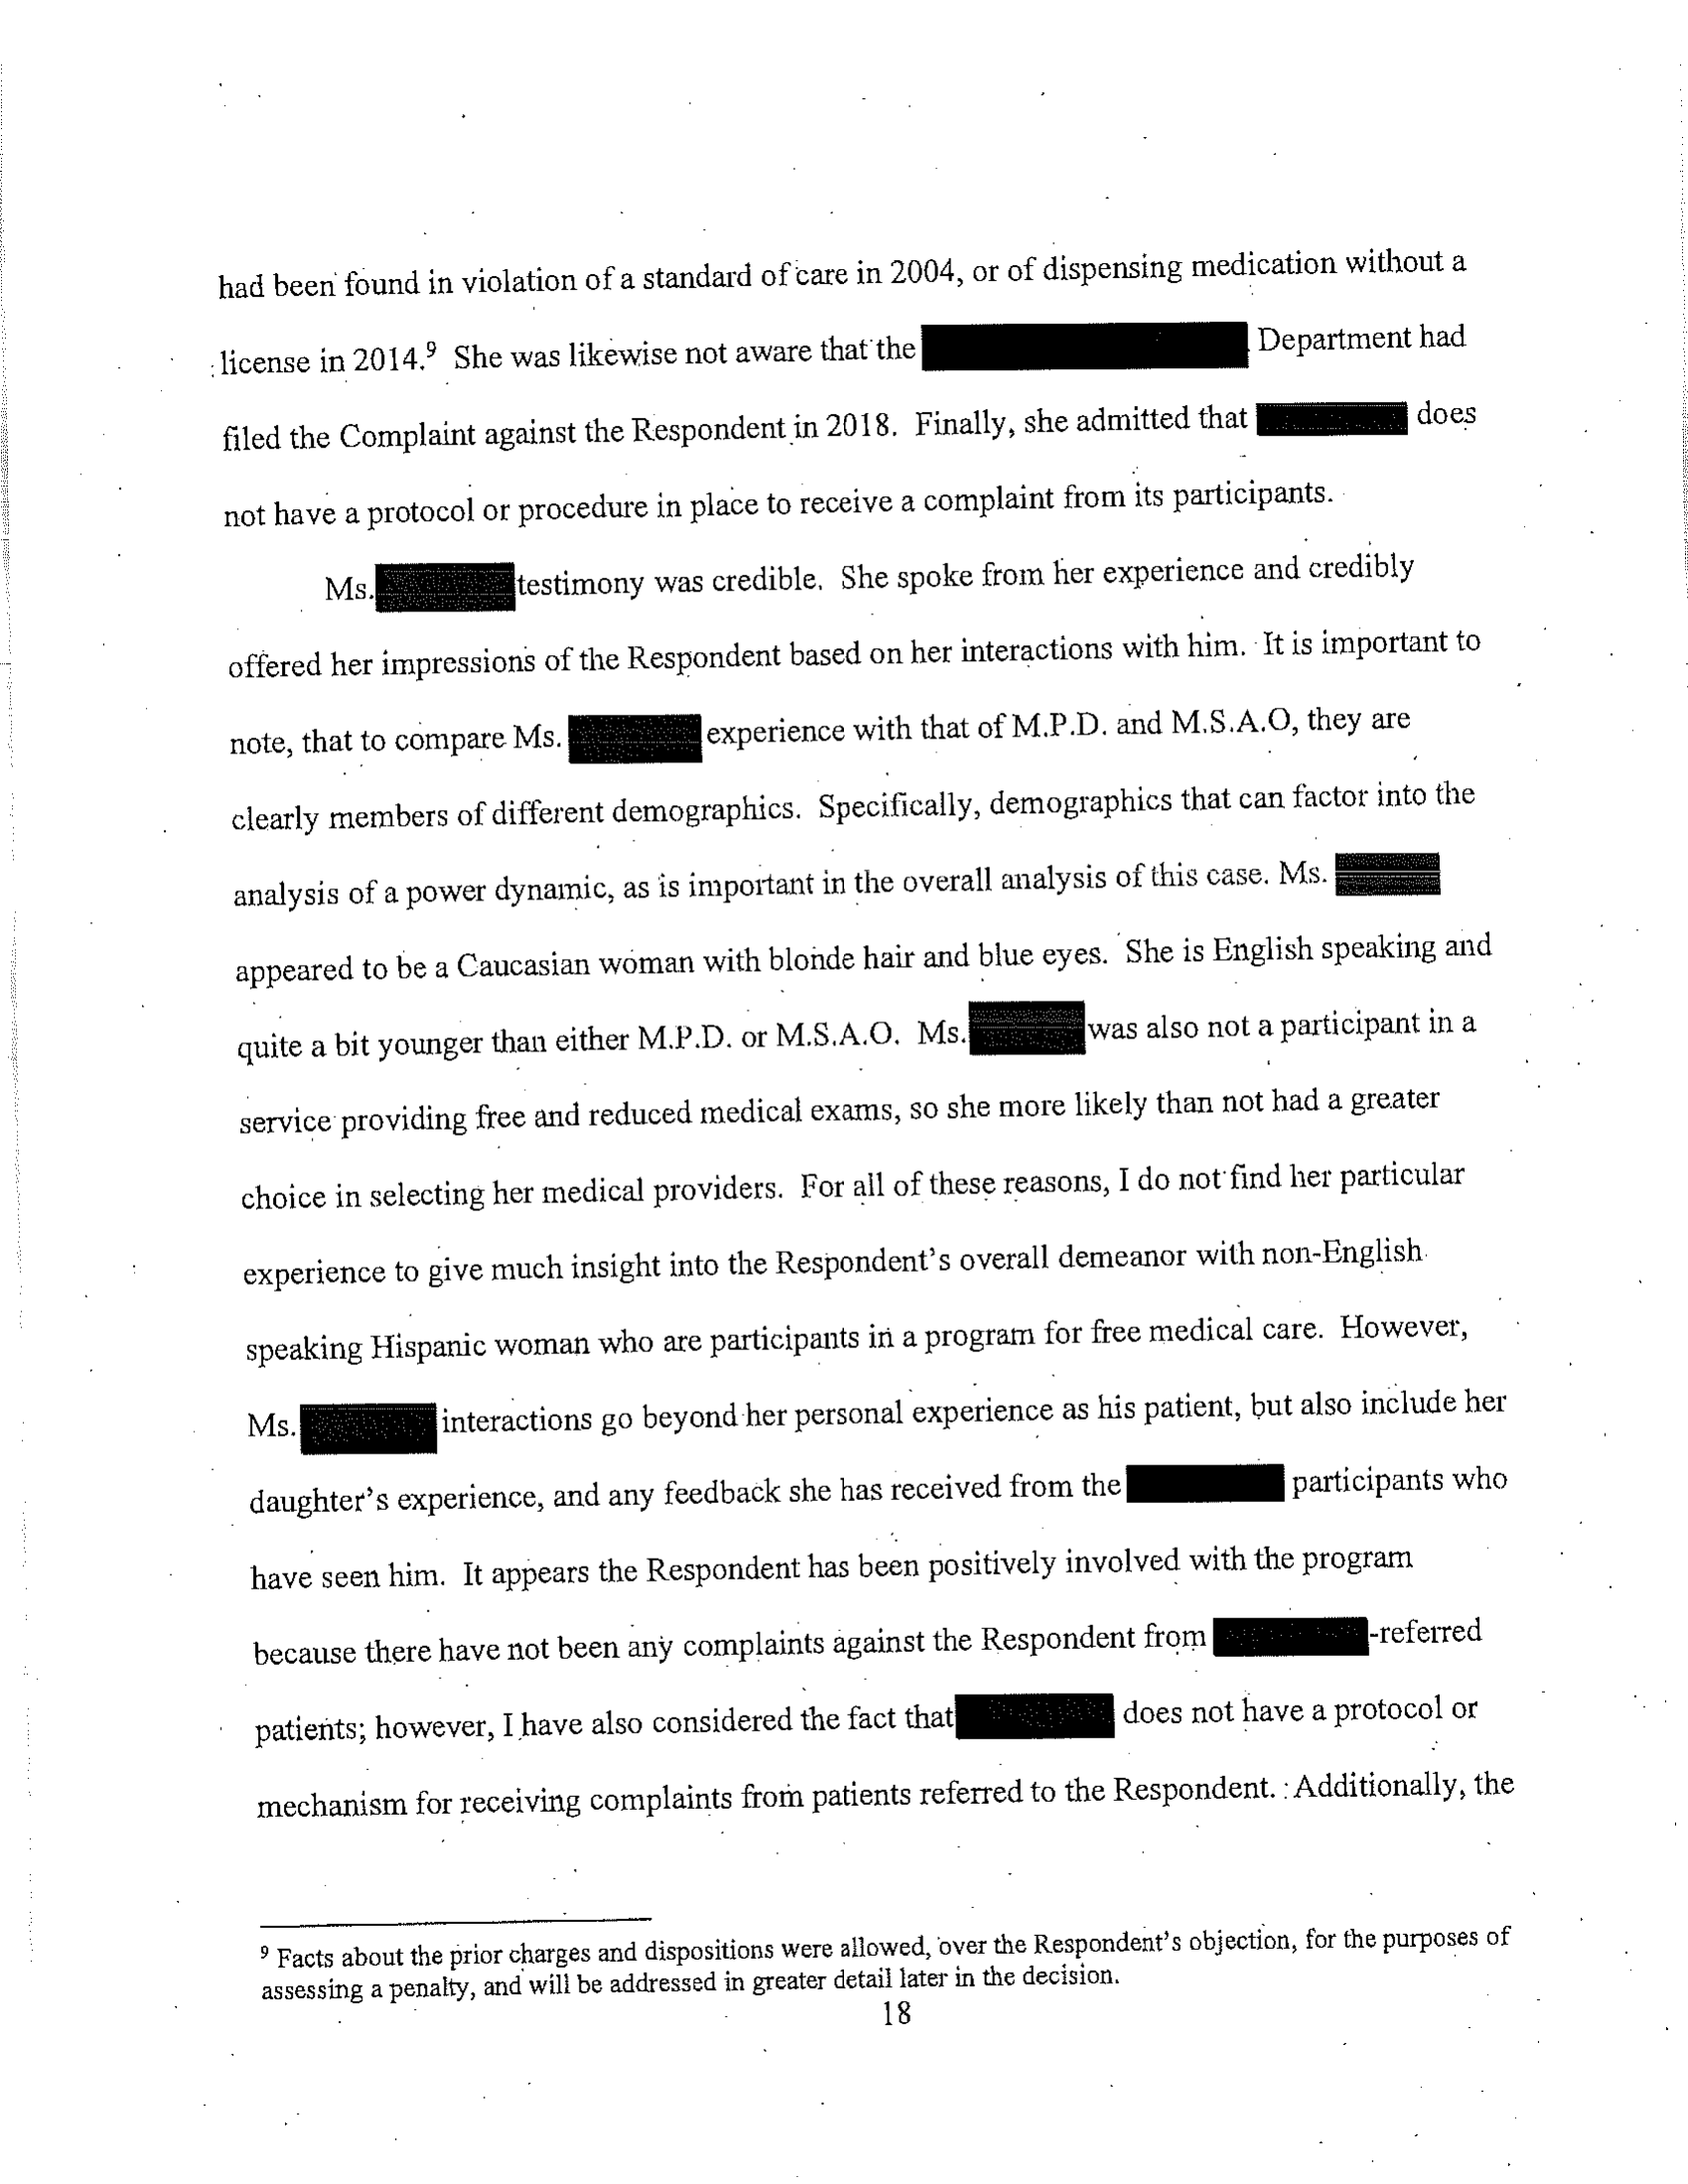 had been found in violation of a standard of care in 2004, or of dispensing medication without a
license in 2014.⁹ She was likewise not aware that the Department had
filed the Complaint against the Respondent in 2018. Finally, she admitted that does
not have a protocol or procedure in place to receive a complaint from its participants.
Ms. testimony was credible. She spoke from her experience and credibly
offered her impressions of the Respondent based on her interactions with him. It is important to
note, that to compare Ms. experience with that of M.P.D. and M.S.A.O, they are
clearly members of different demographics. Specifically, demographics that can factor into the
analysis of a power dynamic, as is important in the overall analysis of this case. Ms.
appeared to be a Caucasian woman with blonde hair and blue eyes. She is English speaking and
quite a bit younger than either M.P.D. or M.S.A.O. Ms. was also not a participant in a
service providing free and reduced medical exams, so she more likely than not had a greater
choice in selecting her medical providers. For all of these reasons, I do not find her particular
experience to give much insight into the Respondent's overall demeanor with non-English
speaking Hispanic woman who are participants in a program for free medical care. However,
Ms. interactions go beyond her personal experience as his patient, but also include her
daughter's experience, and any feedback she has received from the participants who
have seen him. It appears the Respondent has been positively involved with the program
because there have not been any complaints against the Respondent from -referred
patients; however, I have also considered the fact that does not have a protocol or
mechanism for receiving complaints from patients referred to the Respondent. Additionally, the
⁹ Facts about the prior charges and dispositions were allowed, over the Respondent's objection, for the purposes of
assessing a penalty, and will be addressed in greater detail later in the decision.
18